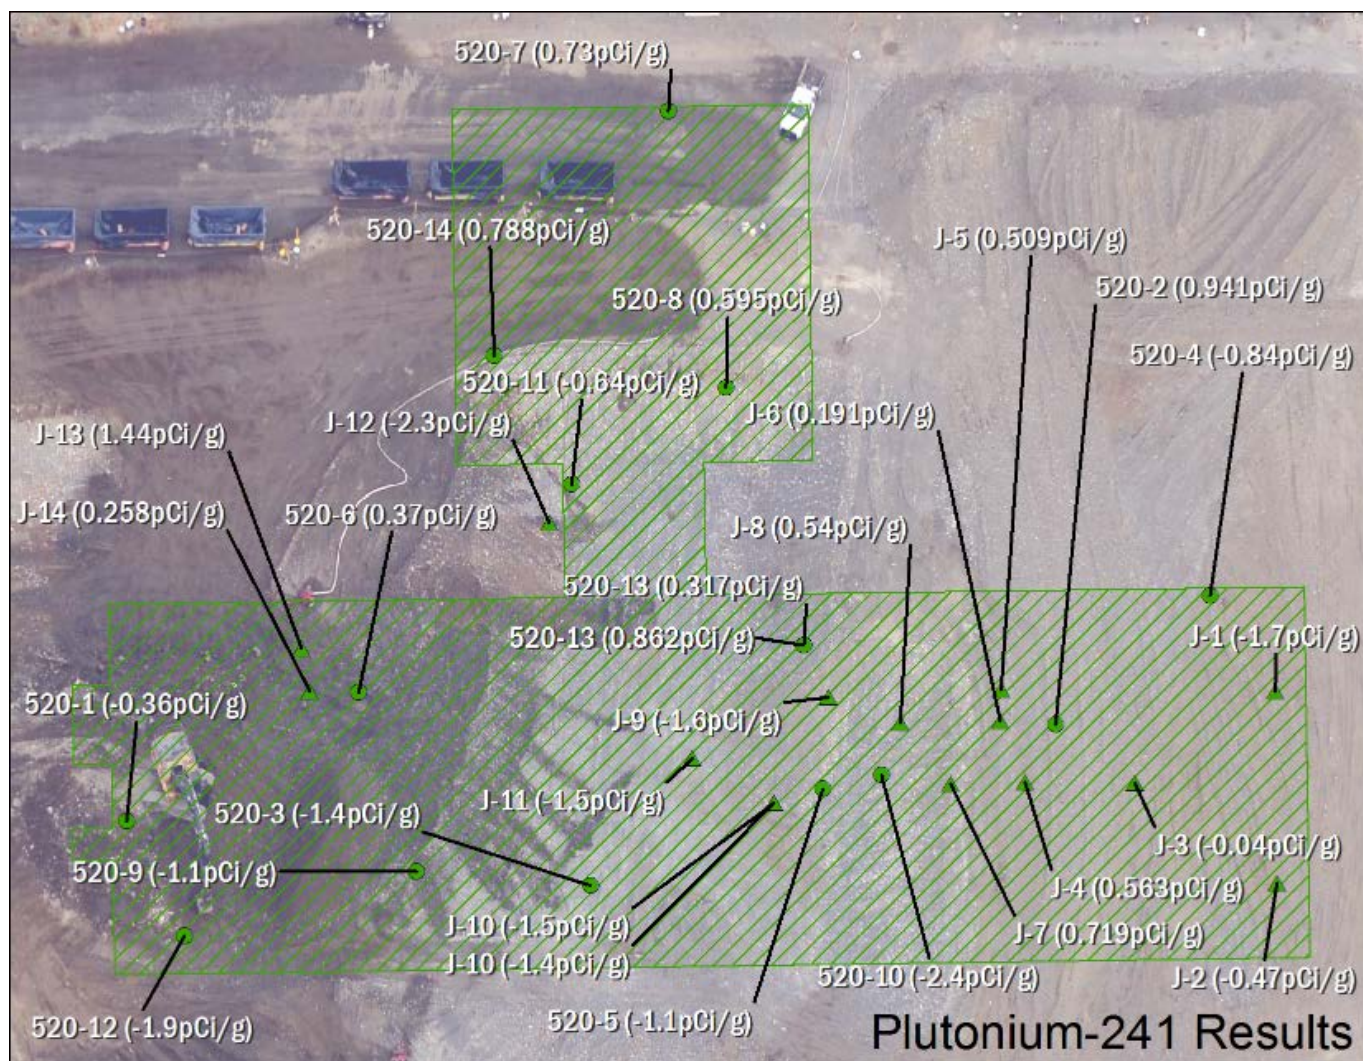 520-7 (0.73pCi/g)
520-14 (0.788pCi/g)
J-5 (0.509pCi/g)
520-8 (0.595pCi/g)
520-2 (0.941pCi/g)
520-4 (-0.84pCi/g)
520-11 (-0.64pCi/g)
J-6 (0.191pCi/g)
J-12 (-2.3pCi/g)
J-13 (1.44pCi/g)
J-14 (0.258pCi/g)
520-6 (0.37pCi/g)
J-8 (0.54pCi/g)
520-13 (0.317pCi/g)
520-13 (0.862pCi/g)
J-1 (-1.7pCi/g)
520-1 (-0.36pCi/g)
J-9 (-1.6pCi/g)
J-11 (-1.5pCi/g)
520-3 (-1.4pCi/g)
J-3 (-0.04pCi/g)
520-9 (-1.1pCi/g)
J-4 (0.563pCi/g)
J-10 (-1.5pCi/g)
J-7 (0.719pCi/g)
J-10 (-1.4pCi/g)
520-10 (-2.4pCi/g)
J-2 (-0.47pCi/g)
520-12 (-1.9pCi/g)
520-5 (-1.1pCi/g)
Plutonium-241 Results